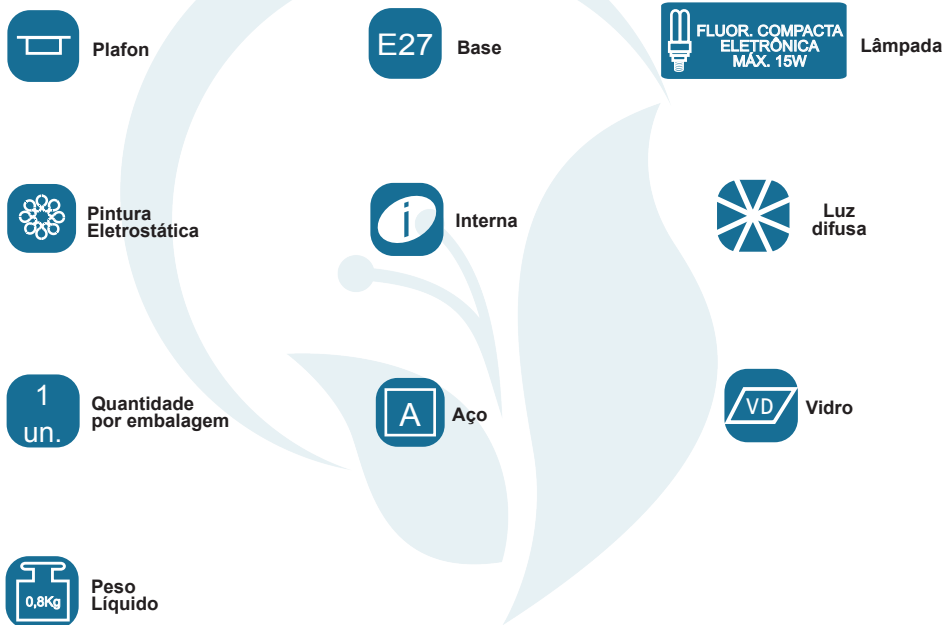 Plafon
E27
Base
FLUOR. COMPACTA
ELETRÔNICA
MÁX. 15W
Lâmpada
Pintura
Eletrostática
i
Interna
Luz
difusa
1
un.
Quantidade
por embalagem
A
Aço
VD
Vidro
0,8Kg
Peso
Líquido